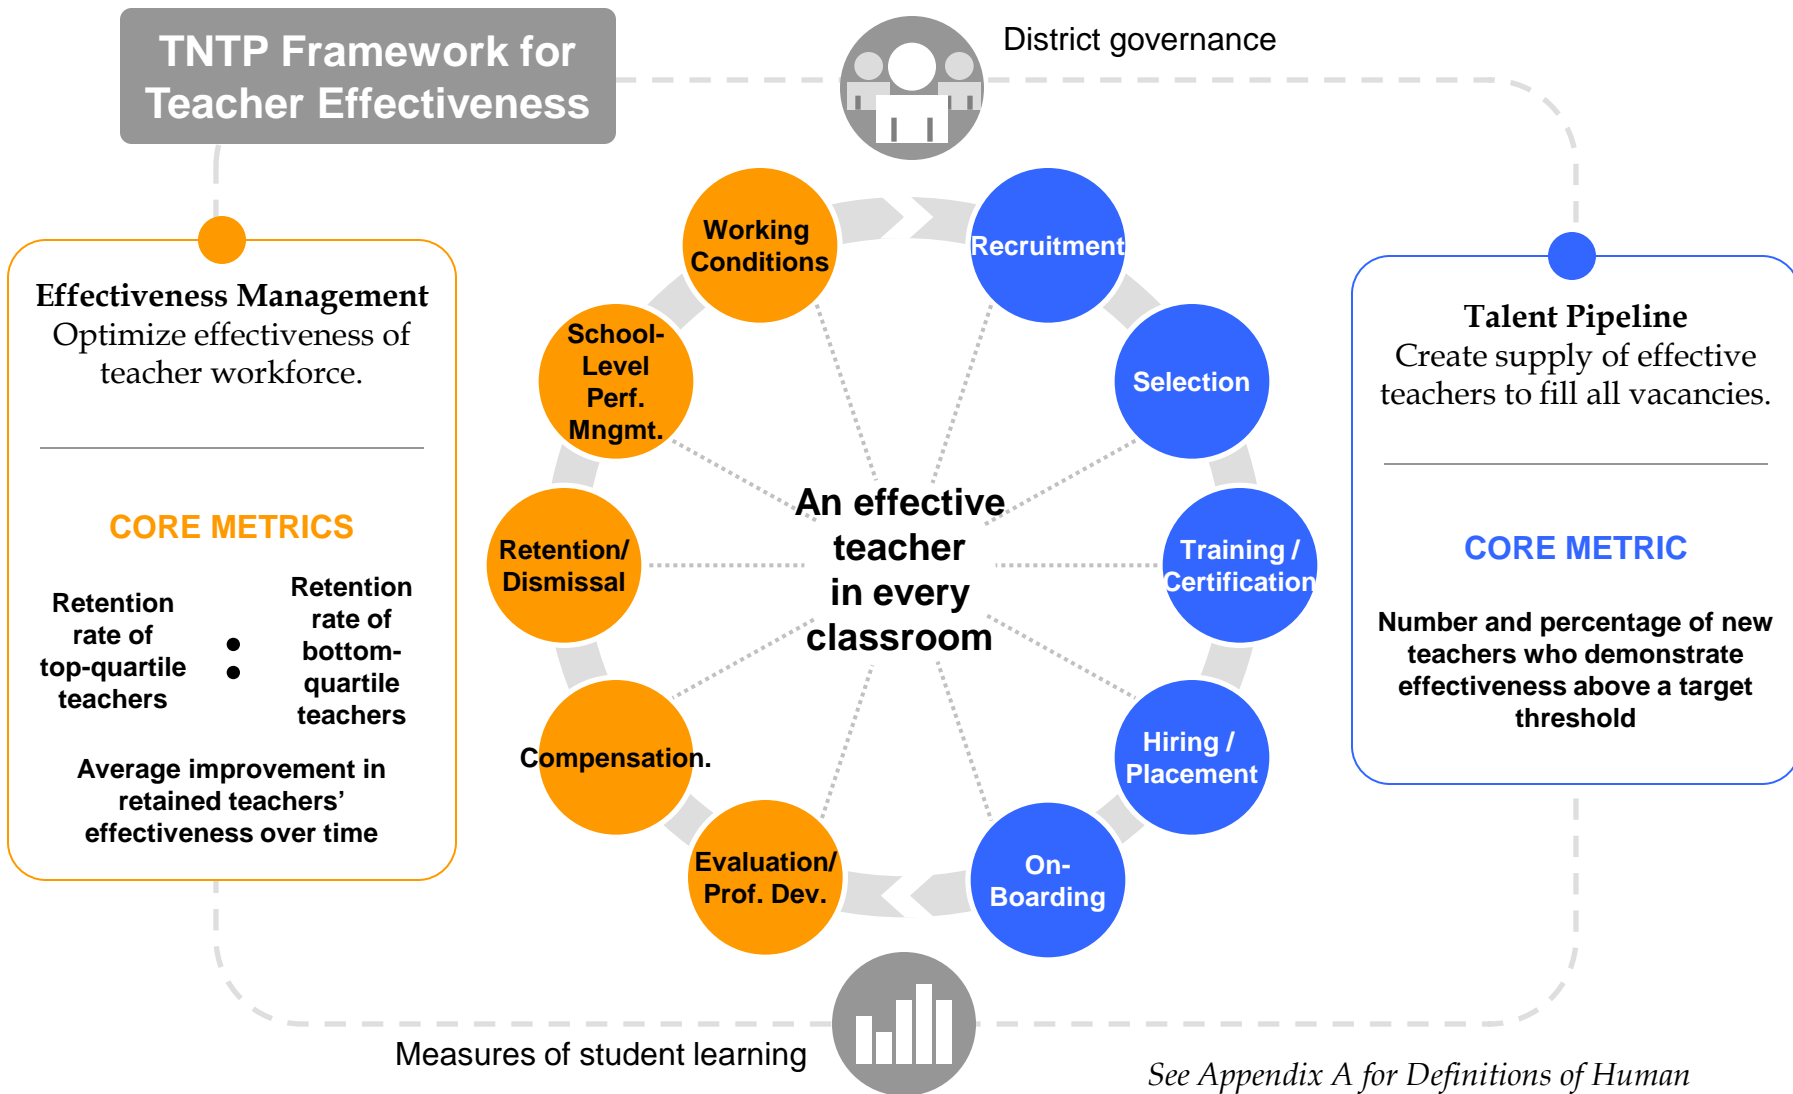 TNTP Framework for
Teacher Effectiveness
District governance
Effectiveness Management
Optimize effectiveness of
teacher workforce.
CORE METRICS
Retention
rate of
top-quartile
teachers
:
Retention
rate of
bottom-
quartile
teachers
Average improvement in
retained teachers’
effectiveness over time
Working
Conditions
School-
Level
Perf.
Mngmt.
Retention/
Dismissal
Compensation.
Evaluation/
Prof. Dev.
An effective
teacher
in every
classroom
Recruitment
Selection
Training /
Certification
Hiring /
Placement
On-
Boarding
Talent Pipeline
Create supply of effective
teachers to fill all vacancies.
CORE METRIC
Number and percentage of new
teachers who demonstrate
effectiveness above a target
threshold
Measures of student learning
See Appendix A for Definitions of Human